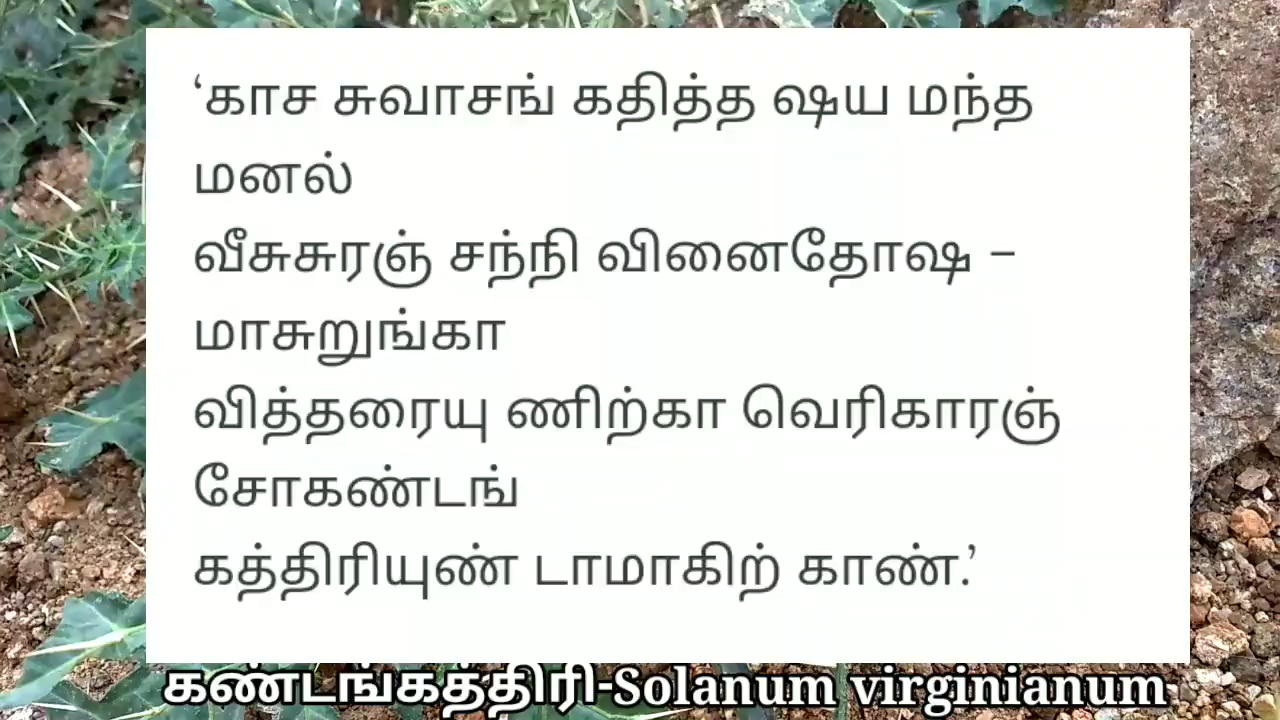 ‘காச சுவாசங் கதித்த ஷய மந்த
மனல்
வீசுசுரஞ் சந்நி வினைதோஷ –
மாசுறுங்கா
வித்தரையு ணிற்கா வெரிகாரஞ்
சோகண்டங்
கத்திரியுண் டாமாகிற் காண்.’
கண்டங்கத்திரி-Solanum virginianum